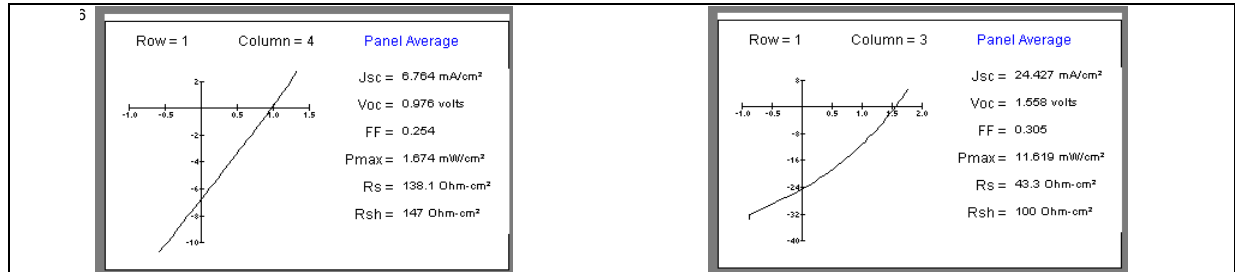 6
Row = 1 Column = 4 Panel Average
Jsc = 6.764 mA/cm²
Voc = 0.976 volts
FF = 0.254
Pmax = 1.674 mW/cm²
Rs = 138.1 Ohm-cm²
Rsh = 147 Ohm-cm²
2
-1.0 -0.5 0.5 1.0 1.5
-2
-4
-6
-8
-10
Row = 1 Column = 3 Panel Average
Jsc = 24.427 mA/cm²
Voc = 1.558 volts
FF = 0.305
Pmax = 11.619 mW/cm²
Rs = 43.3 Ohm-cm²
Rsh = 100 Ohm-cm²
8
-1.0 -0.5 0.5 1.0 1.5 2.0
-8
-16
-24
-32
-40